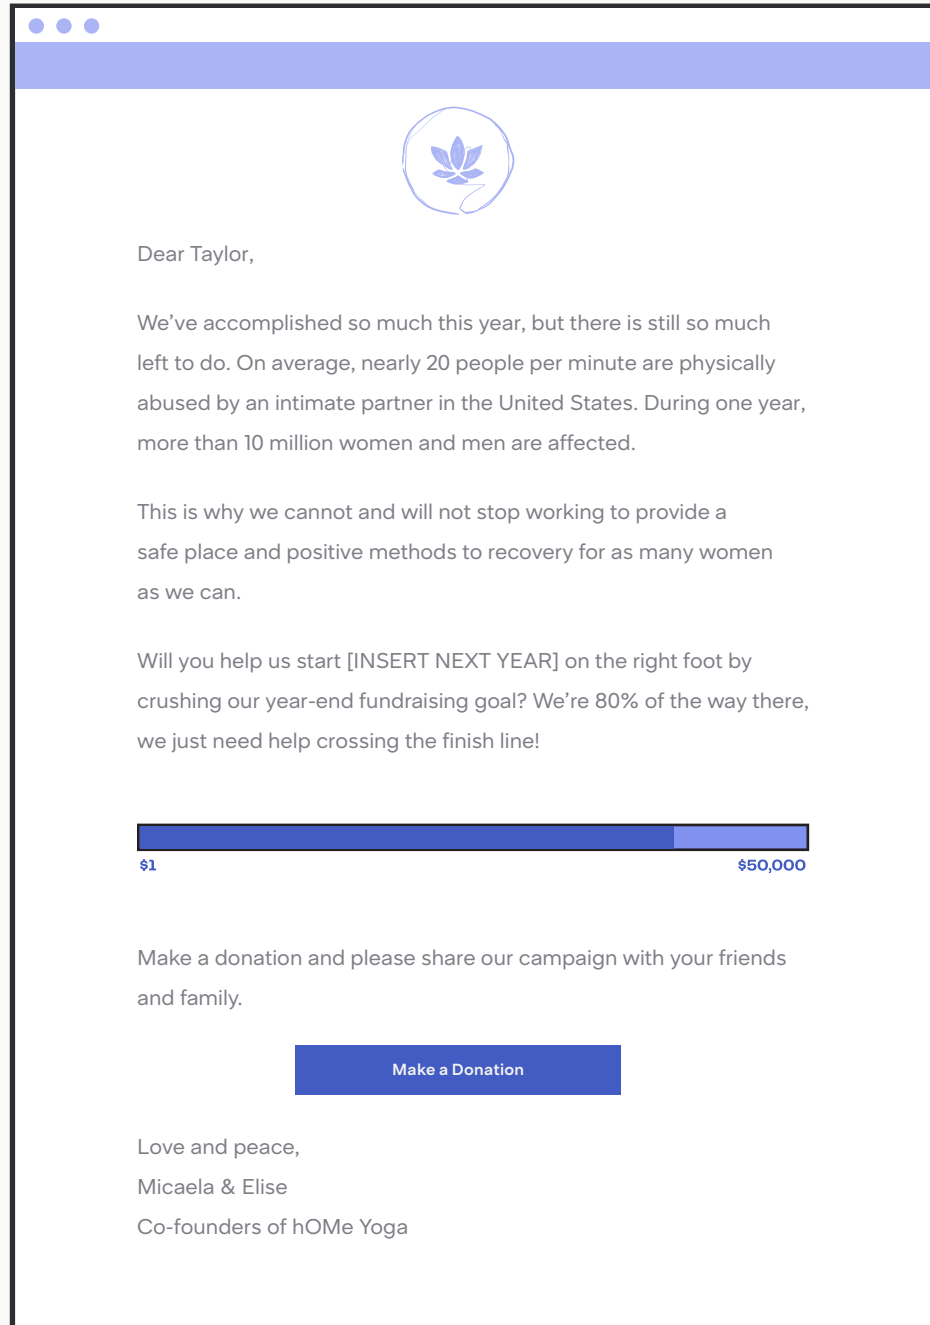 Dear Taylor,
We’ve accomplished so much this year, but there is still so much
left to do. On average, nearly 20 people per minute are physically
abused by an intimate partner in the United States. During one year,
more than 10 million women and men are affected.
This is why we cannot and will not stop working to provide a
safe place and positive methods to recovery for as many women
as we can.
Will you help us start [INSERT NEXT YEAR] on the right foot by
crushing our year-end fundraising goal? We’re 80% of the way there,
we just need help crossing the finish line!
$1 $50,000
Make a donation and please share our campaign with your friends
and family.
Make a Donation
Love and peace,
Micaela & Elise
Co-founders of hOMe Yoga